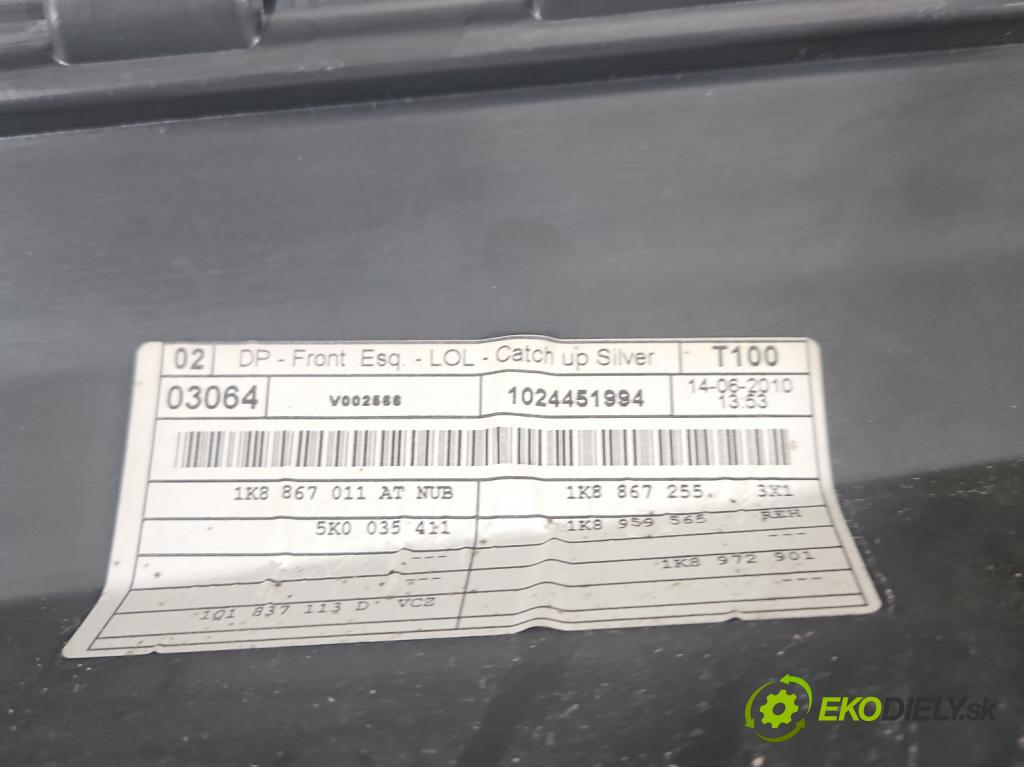 02 DP - Front Esq. - LOL - Catch up Silver T100
03064 V002566 1024451994 14-06-2010
13:53
1K8 867 011 AT NUB 1K8 867 255. 3X1
5K0 035 411 1K8 959 565 REH
--- ---
--- 1K8 972 901
1Q1 837 113 D VCZ ---
EKODIELY.sk